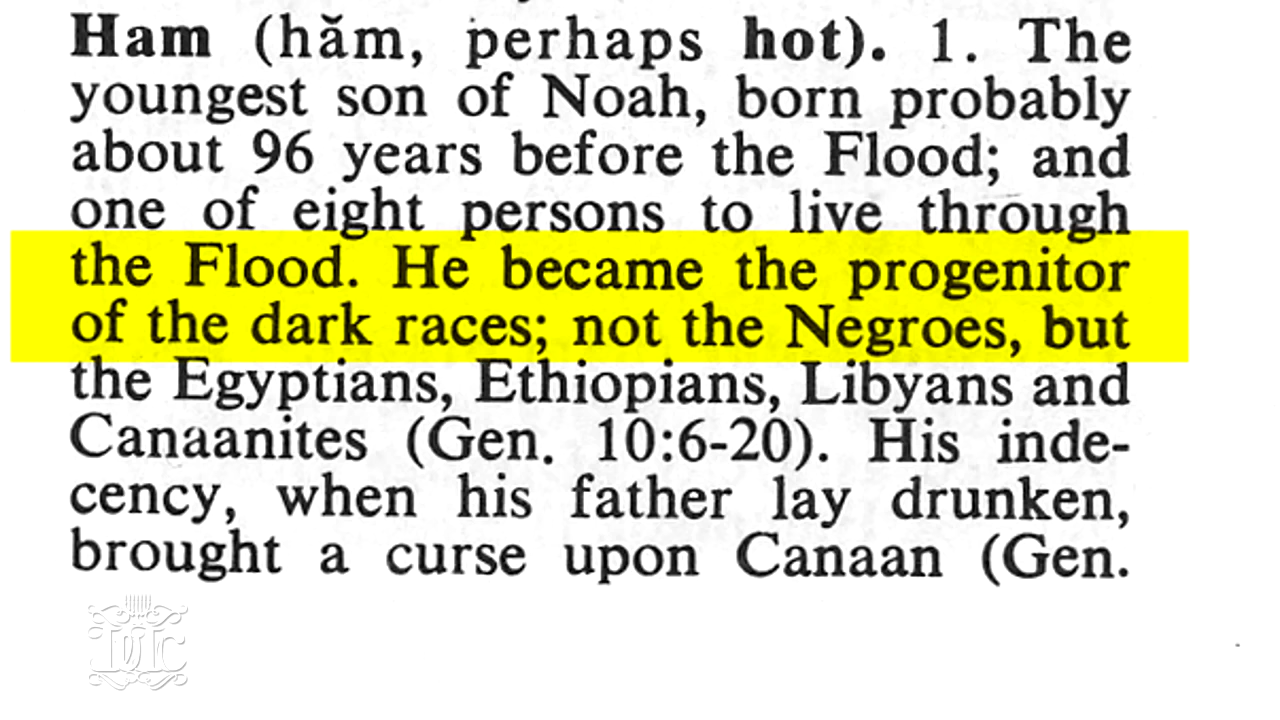 Ham (hăm, perhaps hot). 1. The
youngest son of Noah, born probably
about 96 years before the Flood; and
one of eight persons to live through
the Flood. He became the progenitor
of the dark races; not the Negroes, but
the Egyptians, Ethiopians, Libyans and
Canaanites (Gen. 10:6-20). His inde-
cency, when his father lay drunken,
brought a curse upon Canaan (Gen.